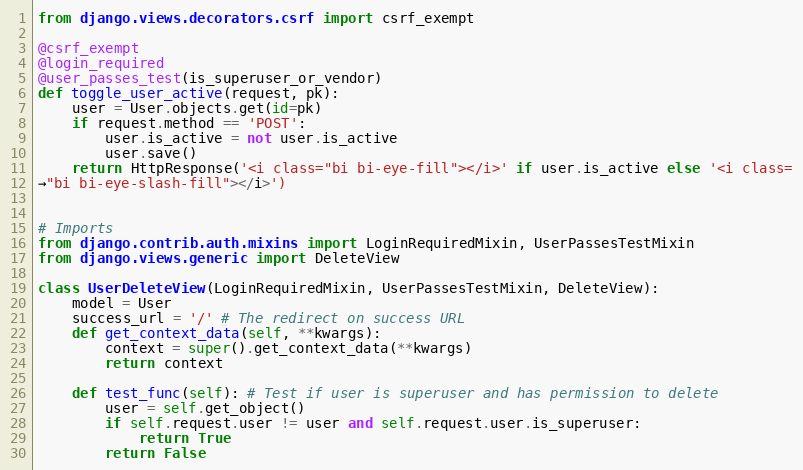 1 from django.views.decorators.csrf import csrf_exempt
2
3 @csrf_exempt
4 @login_required
5 @user_passes_test(is_superuser_or_vendor)
6 def toggle_user_active(request, pk):
7     user = User.objects.get(id=pk)
8     if request.method == 'POST':
9         user.is_active = not user.is_active
10         user.save()
11     return HttpResponse('<i class="bi bi-eye-fill"></i>' if user.is_active else '<i class=
12 →"bi bi-eye-slash-fill"></i>')
13
14
15 # Imports
16 from django.contrib.auth.mixins import LoginRequiredMixin, UserPassesTestMixin
17 from django.views.generic import DeleteView
18
19 class UserDeleteView(LoginRequiredMixin, UserPassesTestMixin, DeleteView):
20     model = User
21     success_url = '/' # The redirect on success URL
22     def get_context_data(self, **kwargs):
23         context = super().get_context_data(**kwargs)
24         return context
25
26     def test_func(self): # Test if user is superuser and has permission to delete
27         user = self.get_object()
28         if self.request.user != user and self.request.user.is_superuser:
29             return True
30         return False